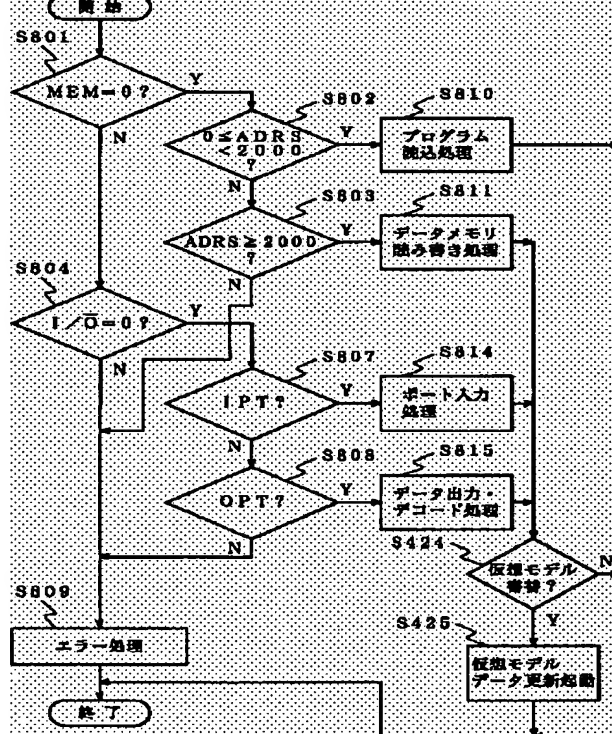 開始
S801
MEM=0?
Y
N
S802
0≤ADRS
<2000
?
Y
N
S810
プログラム
読込処理
S803
ADRS≥2000
?
Y
N
S811
データメモリ
読み書き処理
S804
I/O̅=0?
Y
N
S807
IPT?
Y
N
S814
ポート入力
処理
S808
OPT?
Y
N
S815
データ出力・
デコード処理
S424
仮想モデル
書替?
N
Y
S809
エラー処理
S425
仮想モデル
データ更新起動
終了